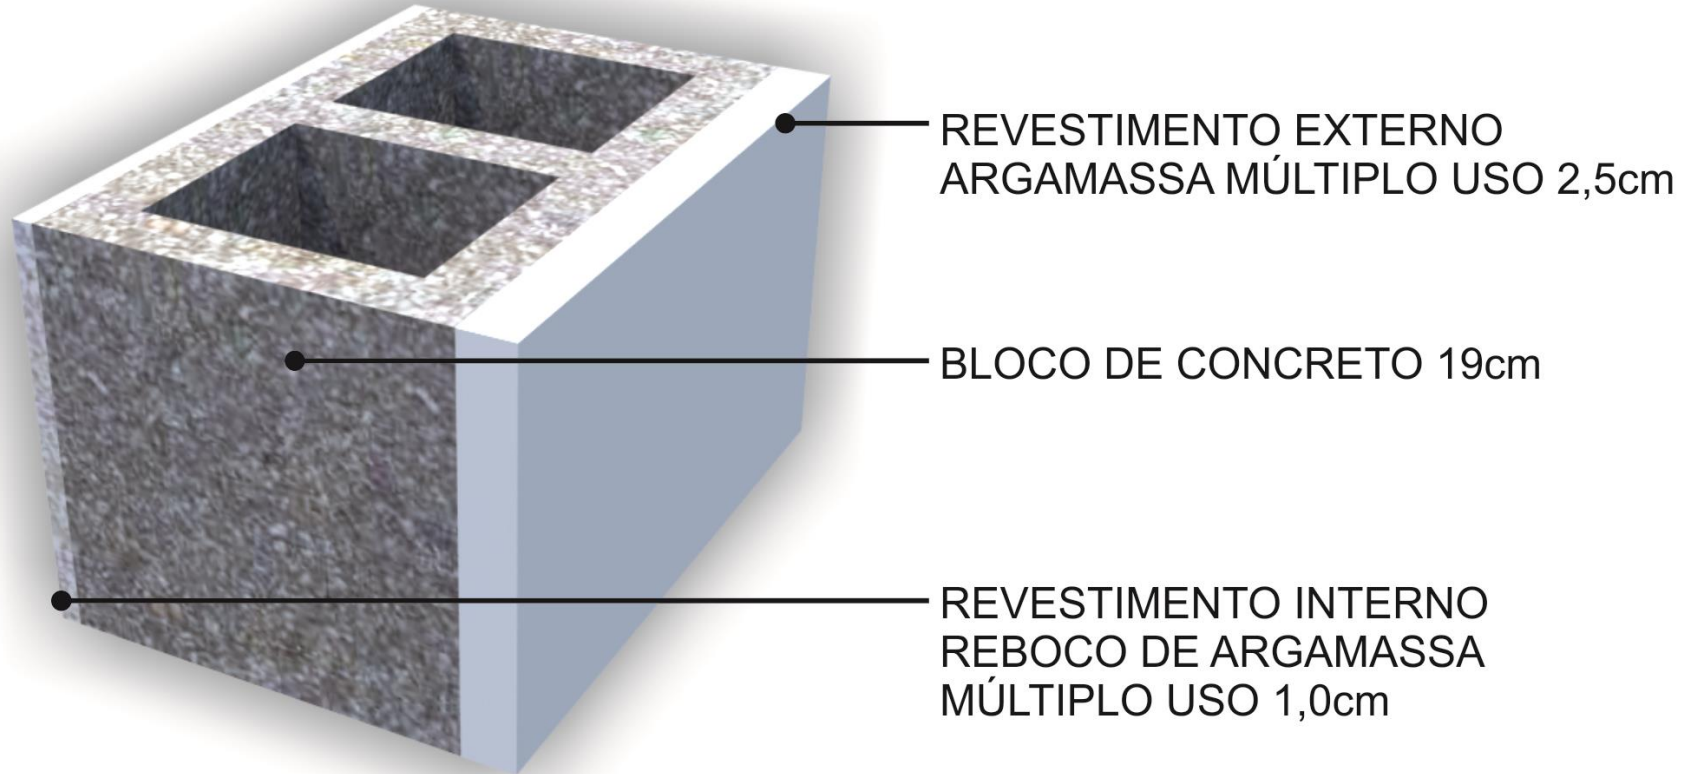 REVESTIMENTO EXTERNO
ARGAMASSA MÚLTIPLO USO 2,5cm
BLOCO DE CONCRETO 19cm
REVESTIMENTO INTERNO
REBOCO DE ARGAMASSA
MÚLTIPLO USO 1,0cm